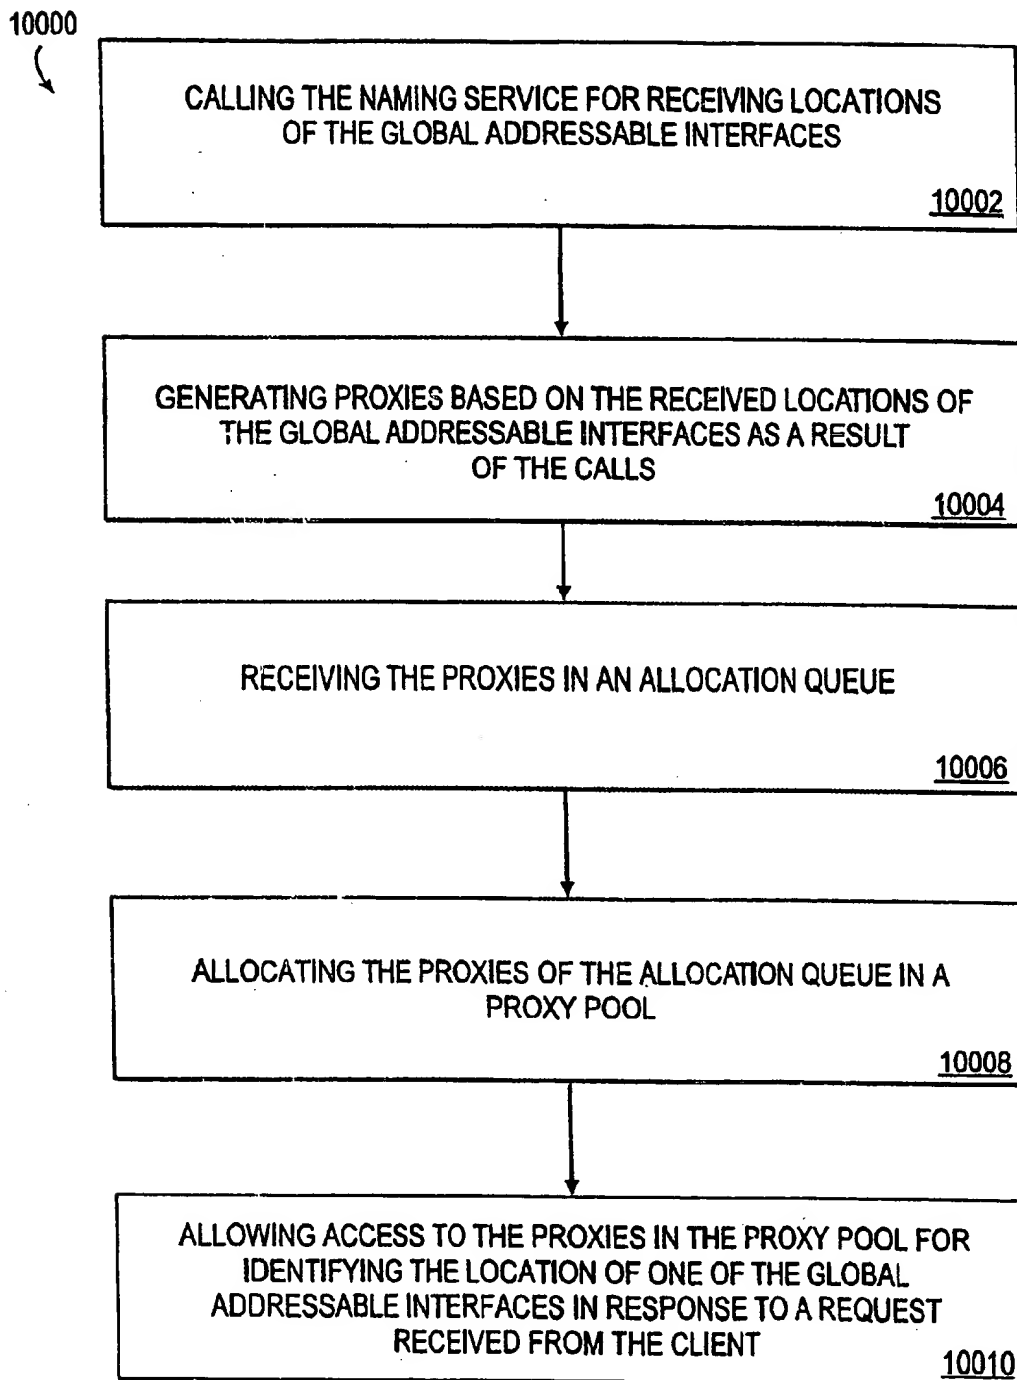 10000
CALLING THE NAMING SERVICE FOR RECEIVING LOCATIONS
OF THE GLOBAL ADDRESSABLE INTERFACES
10002
GENERATING PROXIES BASED ON THE RECEIVED LOCATIONS OF
THE GLOBAL ADDRESSABLE INTERFACES AS A RESULT
OF THE CALLS
10004
RECEIVING THE PROXIES IN AN ALLOCATION QUEUE
10006
ALLOCATING THE PROXIES OF THE ALLOCATION QUEUE IN A
PROXY POOL
10008
ALLOWING ACCESS TO THE PROXIES IN THE PROXY POOL FOR
IDENTIFYING THE LOCATION OF ONE OF THE GLOBAL
ADDRESSABLE INTERFACES IN RESPONSE TO A REQUEST
RECEIVED FROM THE CLIENT
10010